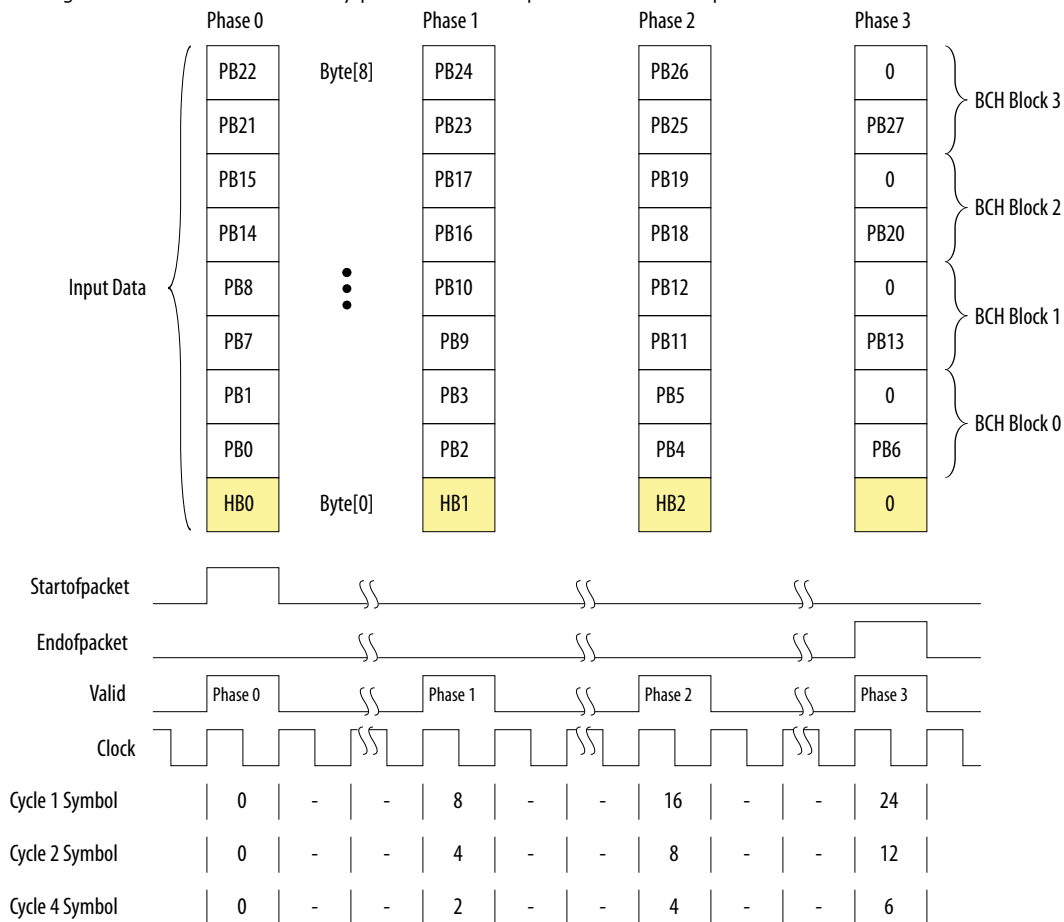 Phase 0 Phase 1 Phase 2 Phase 3
PB22 Byte[8] PB24 PB26 0
BCH Block 3
PB21 PB23 PB25 PB27
PB15 PB17 PB19 0
BCH Block 2
PB14 PB16 PB18 PB20
Input Data PB8 PB10 PB12 0
BCH Block 1
PB7 PB9 PB11 PB13
PB1 PB3 PB5 0
BCH Block 0
PB0 PB2 PB4 PB6
HB0 Byte[0] HB1 HB2 0
Startofpacket
Endofpacket
Valid Phase 0 Phase 1 Phase 2 Phase 3
Clock
Cycle 1 Symbol 0 - - 8 - - 16 - - 24
Cycle 2 Symbol 0 - - 4 - - 8 - - 12
Cycle 4 Symbol 0 - - 2 - - 4 - - 6